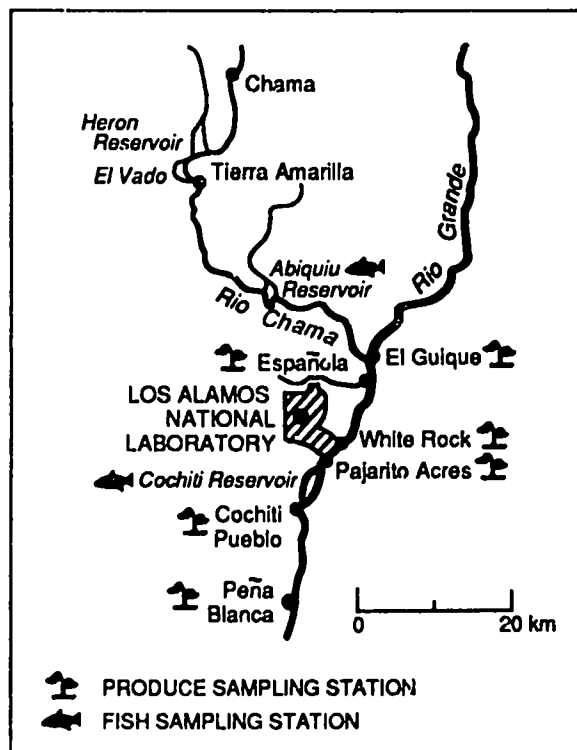 Chama
Heron
Reservoir
El Vado
Tierra Amarilla
Rio Grande
Abiquiu
Reservoir
Rio Chama
Española
El Guique
LOS ALAMOS
NATIONAL
LABORATORY
White Rock
Pajarito Acres
Cochiti Reservoir
Cochiti
Pueblo
Peña
Blanca
0 20 km
PRODUCE SAMPLING STATION
FISH SAMPLING STATION